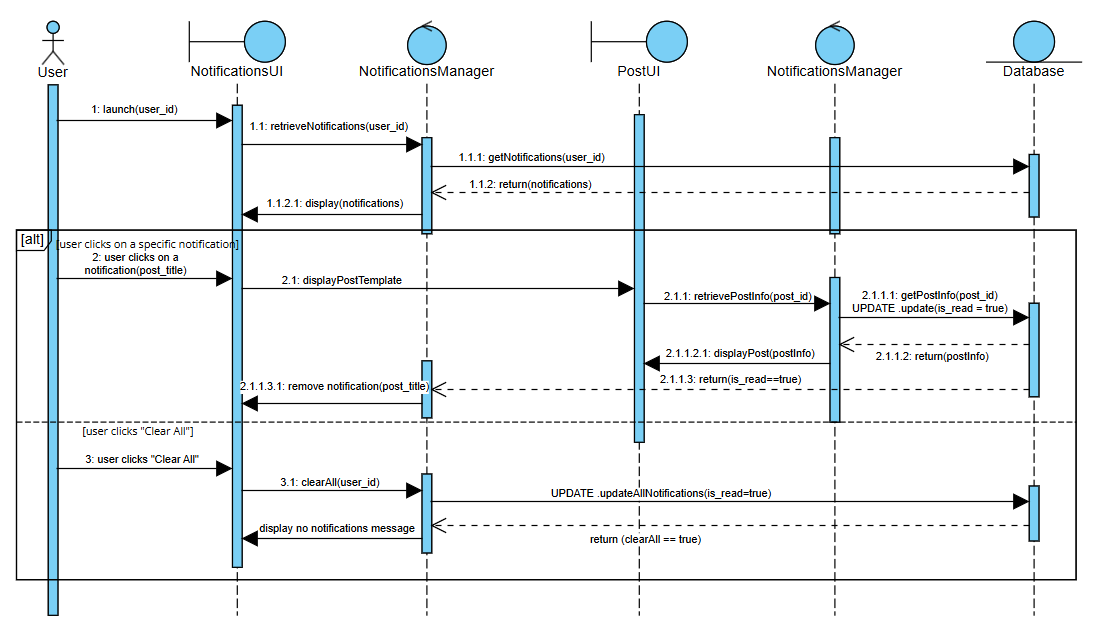 User
NotificationsUI
NotificationsManager
PostUI
NotificationsManager
Database
1: launch(user_id)
1.1: retrieveNotifications(user_id)
1.1.1: getNotifications(user_id)
1.1.2: return(notifications)
1.1.2.1: display(notifications)
[alt]
[user clicks on a specific notification]
2: user clicks on a
notification(post_title)
2.1: displayPostTemplate
2.1.1: retrievePostInfo(post_id)
2.1.1.1: getPostInfo(post_id)
UPDATE .update(is_read = true)
2.1.1.2: return(postInfo)
2.1.1.2.1: displayPost(postInfo)
2.1.1.3: return(is_read==true)
2.1.1.3.1: remove notification(post_title)
[user clicks "Clear All"]
3: user clicks "Clear All"
3.1: clearAll(user_id)
UPDATE .updateAllNotifications(is_read=true)
display no notifications message
return (clearAll == true)